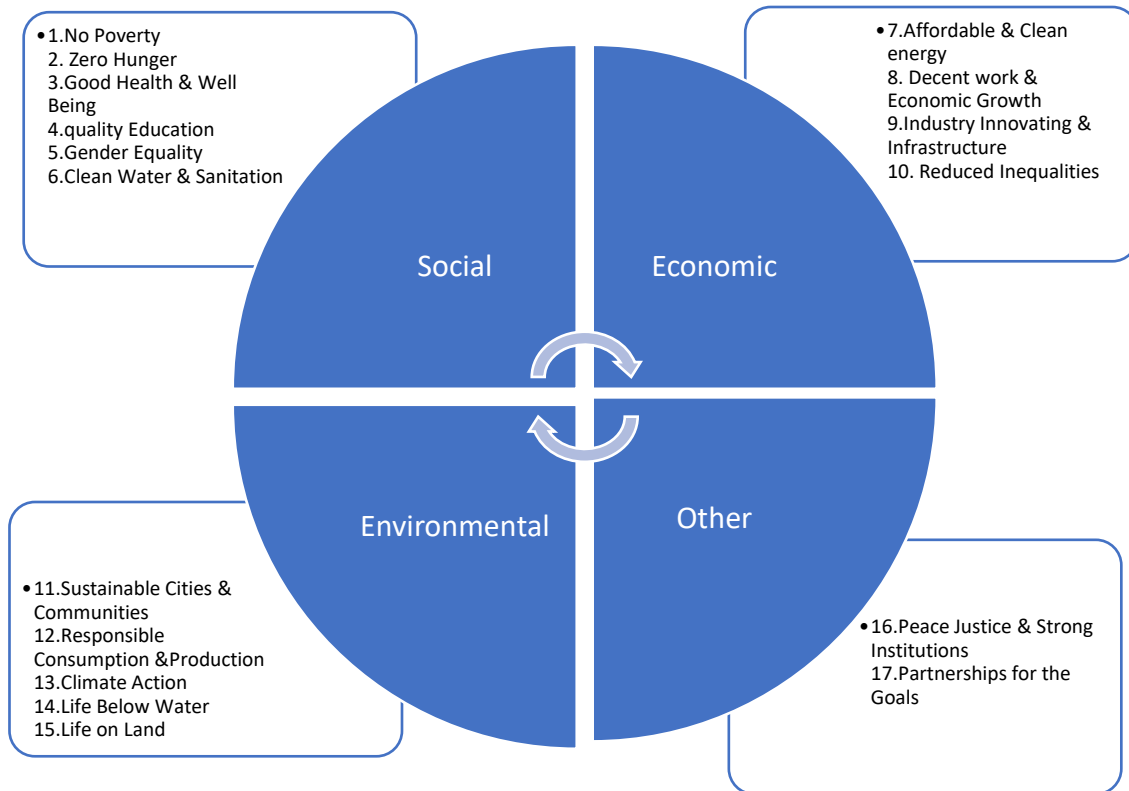 •1.No Poverty
2. Zero Hunger
3.Good Health & Well
Being
4.quality Education
5.Gender Equality
6.Clean Water & Sanitation
•7.Affordable & Clean
energy
8. Decent work &
Economic Growth
9.Industry Innovating &
Infrastructure
10. Reduced Inequalities
Social
Economic
Environmental
Other
•11.Sustainable Cities &
Communities
12.Responsible
Consumption &Production
13.Climate Action
14.Life Below Water
15.Life on Land
•16.Peace Justice & Strong
Institutions
17.Partnerships for the
Goals